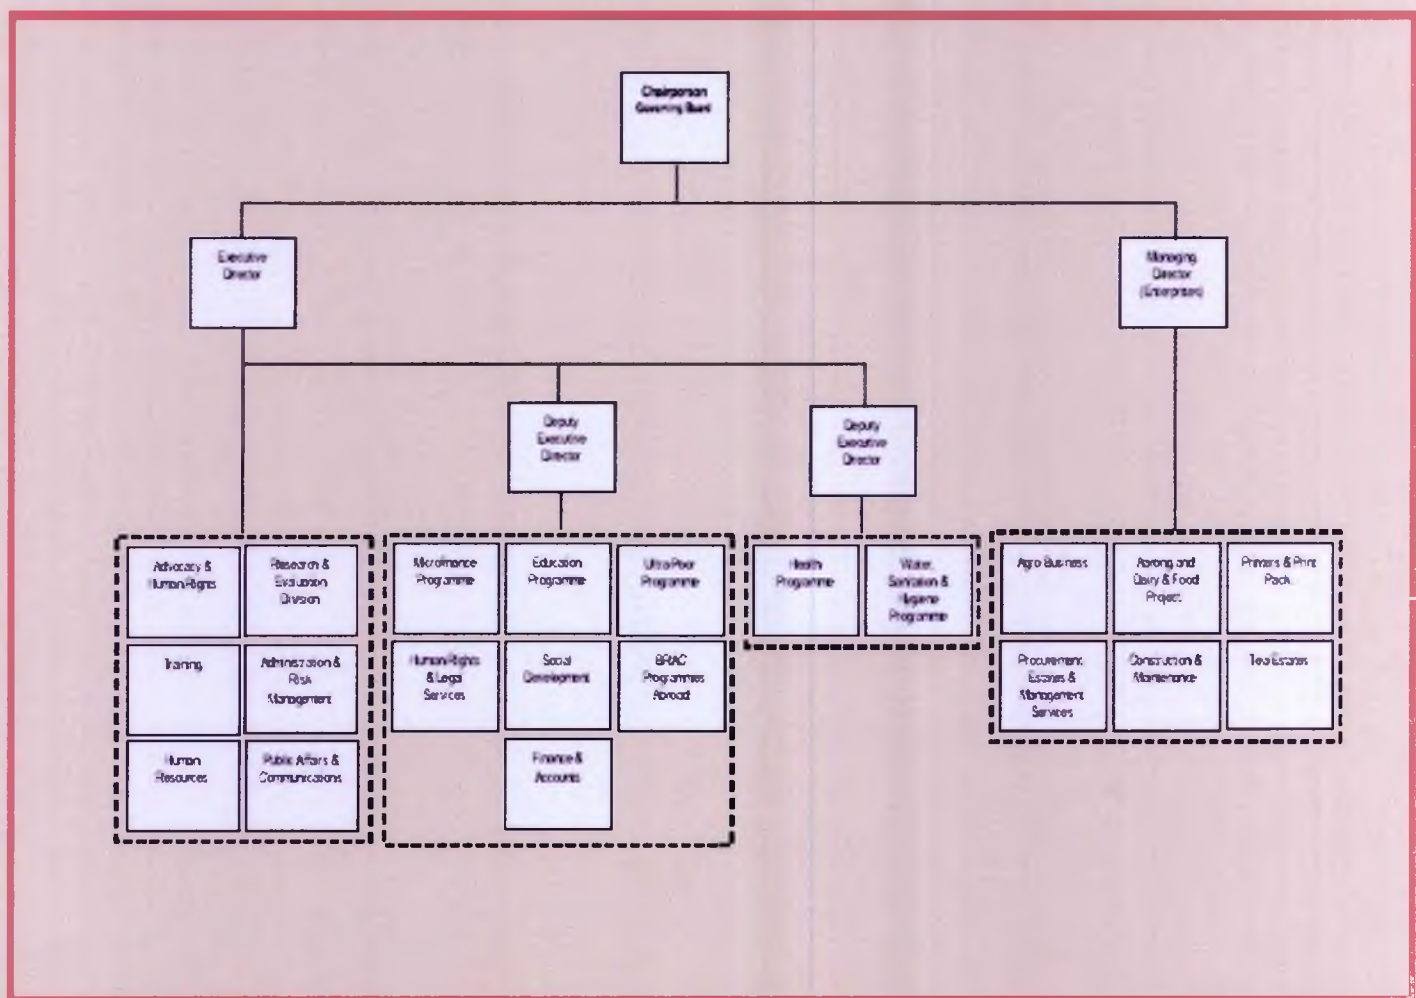 Chairperson
Governing Board
Executive
Director
Managing
Director
(Enterprises)
Deputy
Executive
Director
Deputy
Executive
Director
Advocacy &
Human Rights
Research &
Evaluation
Division
Training
Administration &
Risk
Management
Human
Resources
Public Affairs &
Communications
Microfinance
Programme
Education
Programme
Ultra Poor
Programme
Human Rights
& Legal
Services
Social
Development
BRAC
Programmes
Abroad
Finance &
Accounts
Health
Programme
Water,
Sanitation &
Hygiene
Programme
Agro Business
Aarong and
Dairy & Food
Project
Printers & Print
Pack
Procurement
Estates &
Management
Services
Construction &
Maintenance
Tea Estates